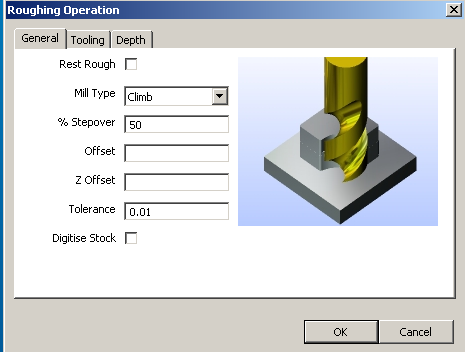 Roughing Operation
General Tooling Depth
Rest Rough
Mill Type Climb
% Stepover 50
Offset
Z Offset
Tolerance 0.01
Digitise Stock
OK Cancel